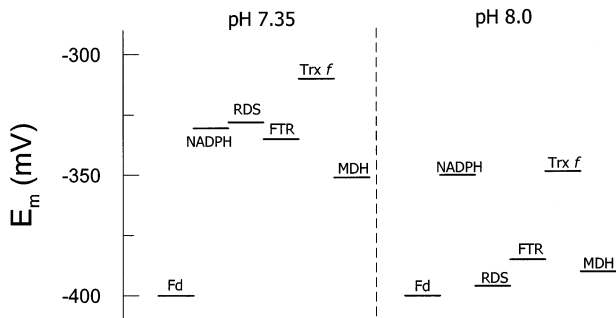 pH 7.35
pH 8.0
E_m (mV)
-300
-350
-400
Fd
NADPH
RDS
FTR
Trx f
MDH
Fd
NADPH
RDS
FTR
Trx f
MDH